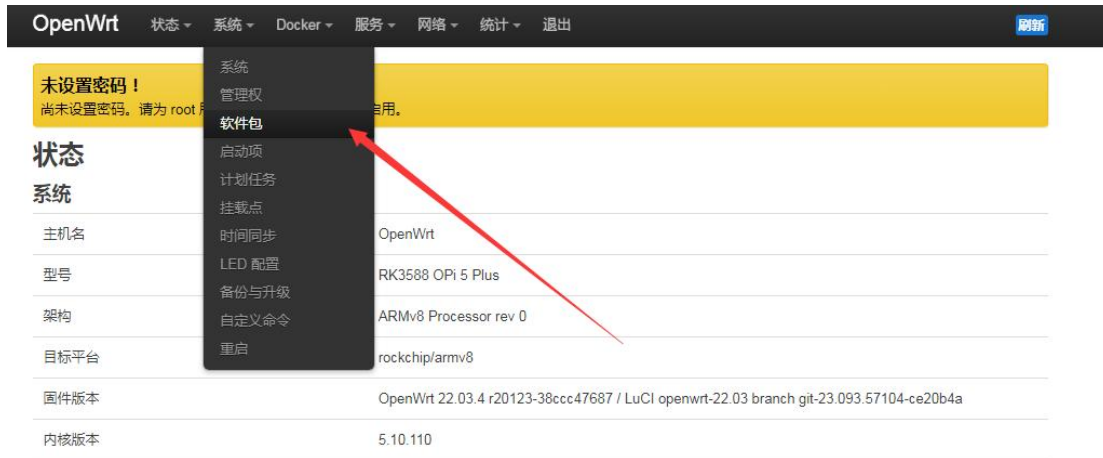 OpenWrt 状态 系统 Docker 服务 网络 统计 退出 刷新
系统
未设置密码！
管理权
尚未设置密码。请为 root 启用。
软件包
状态
启动项
计划任务
系统
挂载点
主机名 时间同步 OpenWrt
LED 配置
型号 RK3588 OPi 5 Plus
备份与升级
架构 自定义命令 ARMv8 Processor rev 0
重启
目标平台 rockchip/armv8
固件版本 OpenWrt 22.03.4 r20123-38ccc47687 / LuCI openwrt-22.03 branch git-23.093.57104-ce20b4a
内核版本 5.10.110